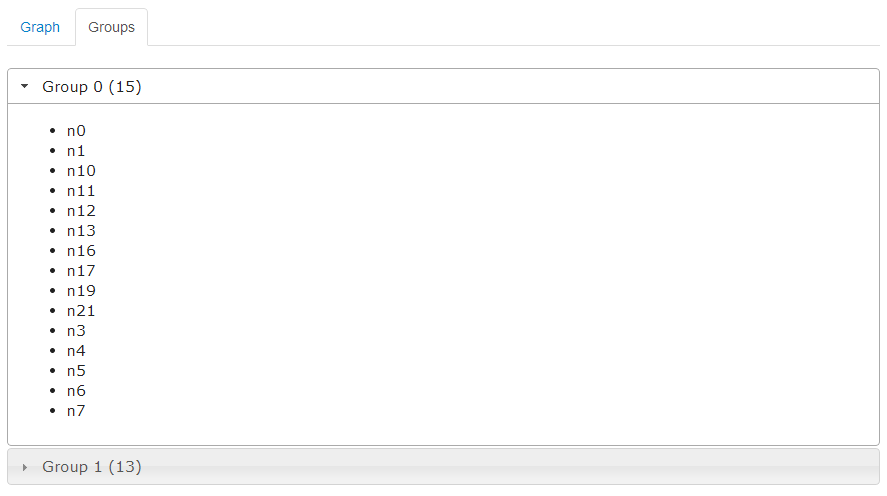 Graph Groups
Group 0 (15)
n0
n1
n10
n11
n12
n13
n16
n17
n19
n21
n3
n4
n5
n6
n7
Group 1 (13)